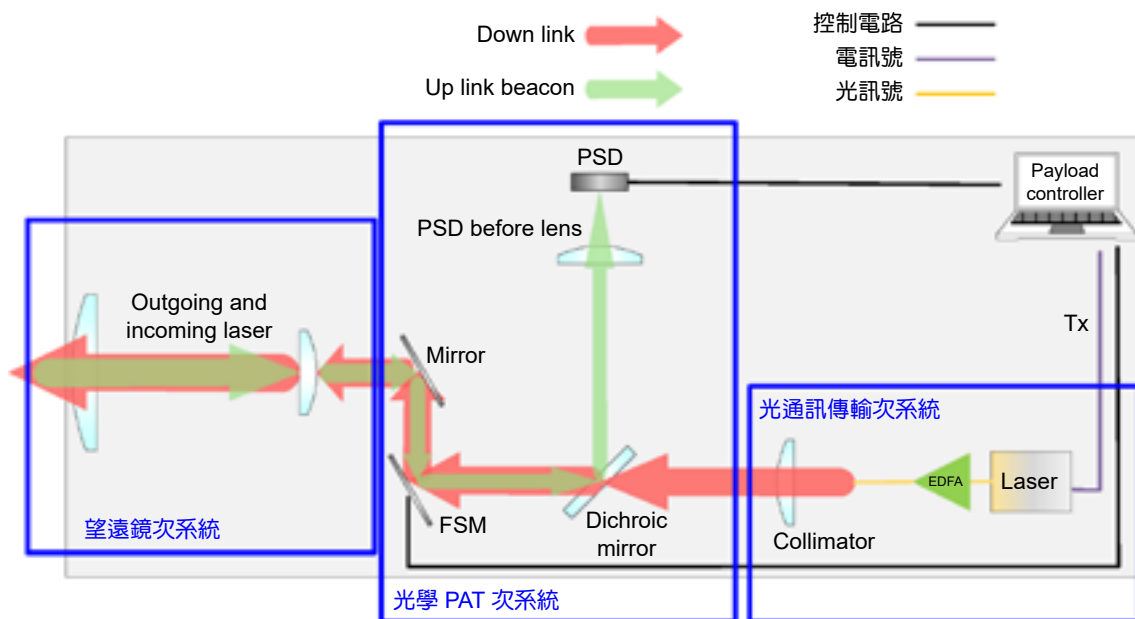 Down link
Up link beacon
控制電路
電訊號
光訊號
PSD
Payload
controller
PSD before lens
Outgoing and
incoming laser
Mirror
Tx
光通訊傳輸次系統
EDFA
Laser
FSM
Dichroic
mirror
Collimator
望遠鏡次系統
光學 PAT 次系統